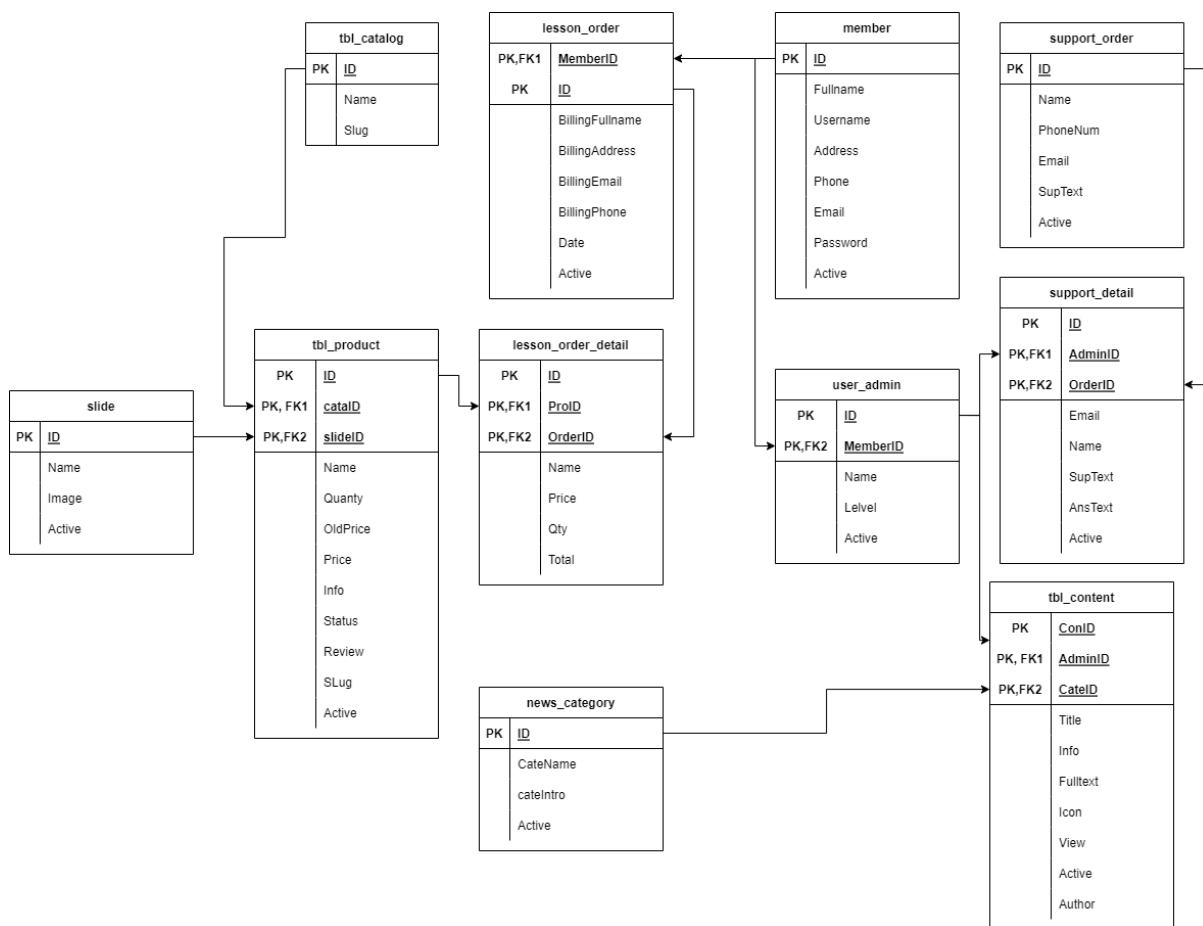 tbl_catalog
PK ID
Name
Slug
lesson_order
PK,FK1 MemberID
PK ID
BillingFullname
BillingAddress
BillingEmail
BillingPhone
Date
Active
member
PK ID
Fullname
Username
Address
Phone
Email
Password
Active
support_order
PK ID
Name
PhoneNum
Email
SupText
Active
slide
PK ID
Name
Image
Active
tbl_product
PK ID
PK, FK1 cataID
PK,FK2 slideID
Name
Quanty
OldPrice
Price
Info
Status
Review
SLug
Active
lesson_order_detail
PK ID
PK,FK1 ProID
PK,FK2 OrderID
Name
Price
Qty
Total
user_admin
PK ID
PK,FK2 MemberID
Name
Lelvel
Active
support_detail
PK ID
PK,FK1 AdminID
PK,FK2 OrderID
Email
Name
SupText
AnsText
Active
news_category
PK ID
CateName
cateIntro
Active
tbl_content
PK ConID
PK, FK1 AdminID
PK,FK2 CateID
Title
Info
Fulltext
Icon
View
Active
Author